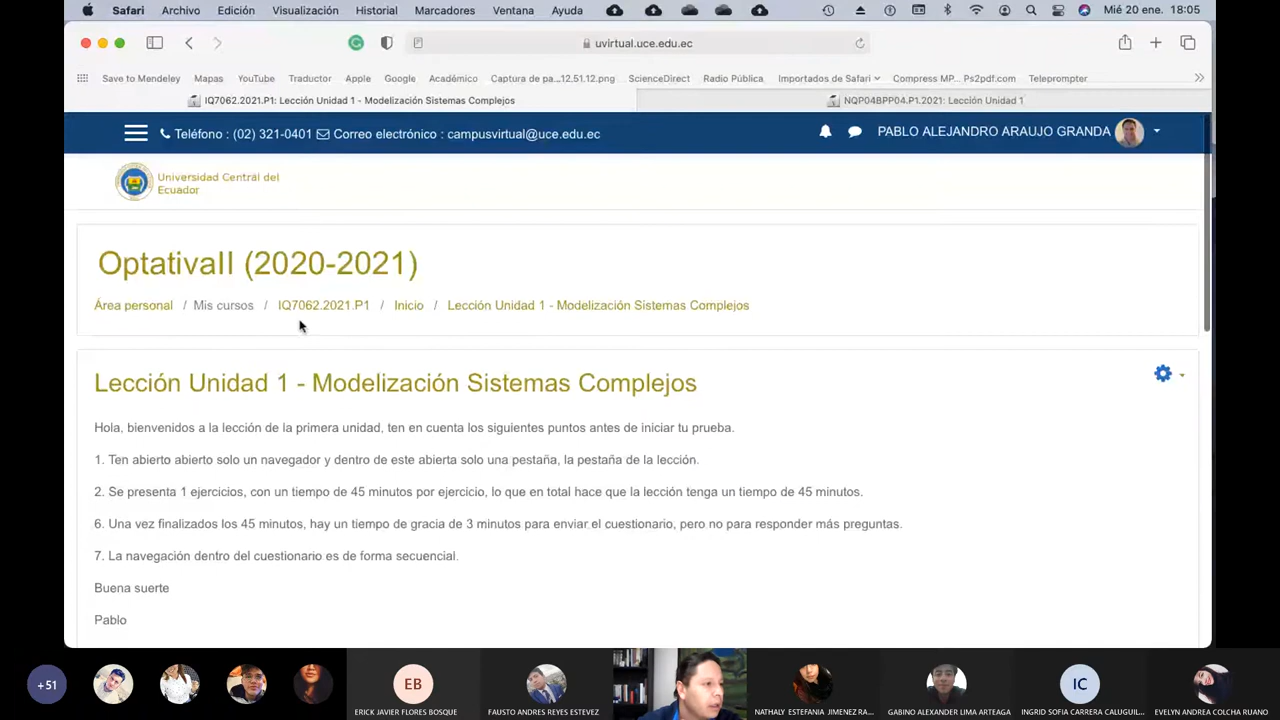 Safari Archivo Edición Visualización Historial Marcadores Ventana Ayuda Mié 20 ene. 18:05
uvirtual.uce.edu.ec
Save to Mendeley Mapas YouTube Traductor Apple Google Académico Captura de pa...12.51.12.png ScienceDirect Radio Pública Importados de Safari Compress MP... Ps2pdf.com Teleprompter
IQ7062.2021.P1: Lección Unidad 1 - Modelización Sistemas Complejos NQP04BPP04.P1.2021: Lección Unidad 1
Teléfono : (02) 321-0401 Correo electrónico : campusvirtual@uce.edu.ec PABLO ALEJANDRO ARAUJO GRANDA
Universidad Central del
Ecuador
OptativaII (2020-2021)
Área personal / Mis cursos / IQ7062.2021.P1 / Inicio / Lección Unidad 1 - Modelización Sistemas Complejos
Lección Unidad 1 - Modelización Sistemas Complejos
Hola, bienvenidos a la lección de la primera unidad, ten en cuenta los siguientes puntos antes de iniciar tu prueba.
1. Ten abierto abierto solo un navegador y dentro de este abierta solo una pestaña, la pestaña de la lección.
2. Se presenta 1 ejercicios, con un tiempo de 45 minutos por ejercicio, lo que en total hace que la lección tenga un tiempo de 45 minutos.
6. Una vez finalizados los 45 minutos, hay un tiempo de gracia de 3 minutos para enviar el cuestionario, pero no para responder más preguntas.
7. La navegación dentro del cuestionario es de forma secuencial.
Buena suerte
Pablo
+51 EB IC
ERICK JAVIER FLORES BOSQUE FAUSTO ANDRES REYES ESTEVEZ NATHALY ESTEFANIA JIMENEZ RA... GABINO ALEXANDER LIMA ARTEAGA INGRID SOFIA CARRERA CALUGUIL... EVELYN ANDREA COLCHA RUANO